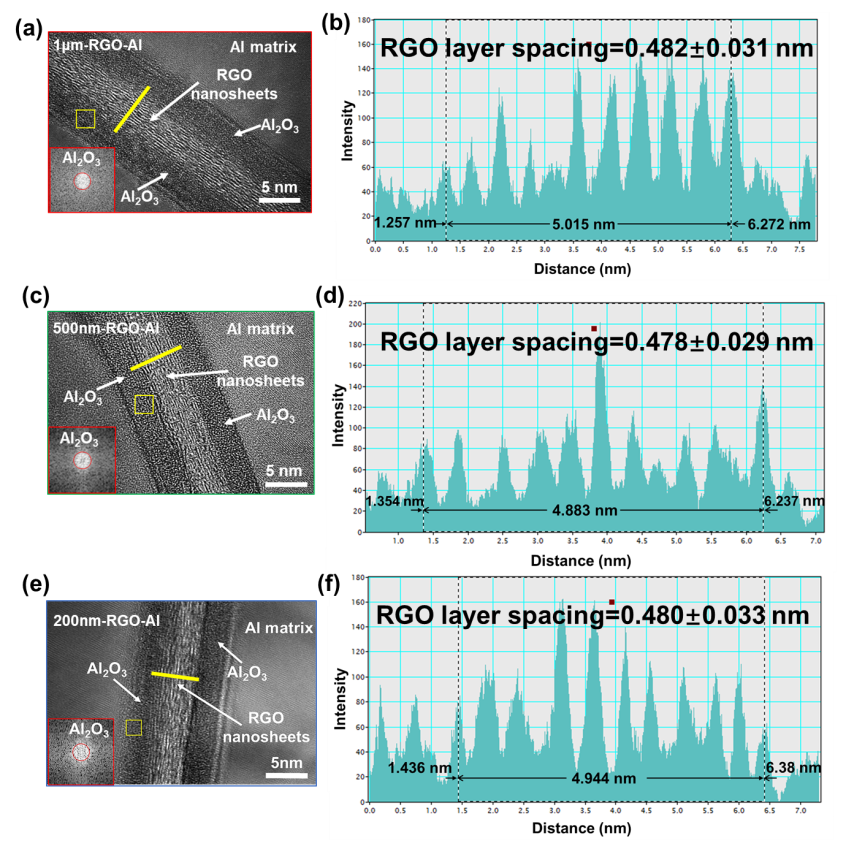 (a)
1μm-RGO-Al
Al matrix
RGO
nanosheets
Al₂O₃
Al₂O₃
Al₂O₃
5 nm
(b)
RGO layer spacing=0.482±0.031 nm
Intensity
180
160
140
120
100
80
60
40
20
0
1.257 nm
5.015 nm
6.272 nm
0.0 0.5 1.0 1.5 2.0 2.5 3.0 3.5 4.0 4.5 5.0 5.5 6.0 6.5 7.0 7.5
Distance (nm)
(c)
500nm-RGO-Al
Al matrix
RGO
nanosheets
Al₂O₃
Al₂O₃
Al₂O₃
5 nm
(d)
RGO layer spacing=0.478±0.029 nm
Intensity
220
200
180
160
140
120
100
80
60
40
20
0
1.354 nm
4.883 nm
6.237 nm
1.0 1.5 2.0 2.5 3.0 3.5 4.0 4.5 5.0 5.5 6.0 6.5 7.0
Distance (nm)
(e)
200nm-RGO-Al
Al matrix
Al₂O₃
Al₂O₃
RGO
nanosheets
Al₂O₃
5nm
(f)
RGO layer spacing=0.480±0.033 nm
Intensity
180
160
140
120
100
80
60
40
20
0
1.436 nm
4.944 nm
6.38 nm
0.0 0.5 1.0 1.5 2.0 2.5 3.0 3.5 4.0 4.5 5.0 5.5 6.0 6.5 7.0
Distance (nm)